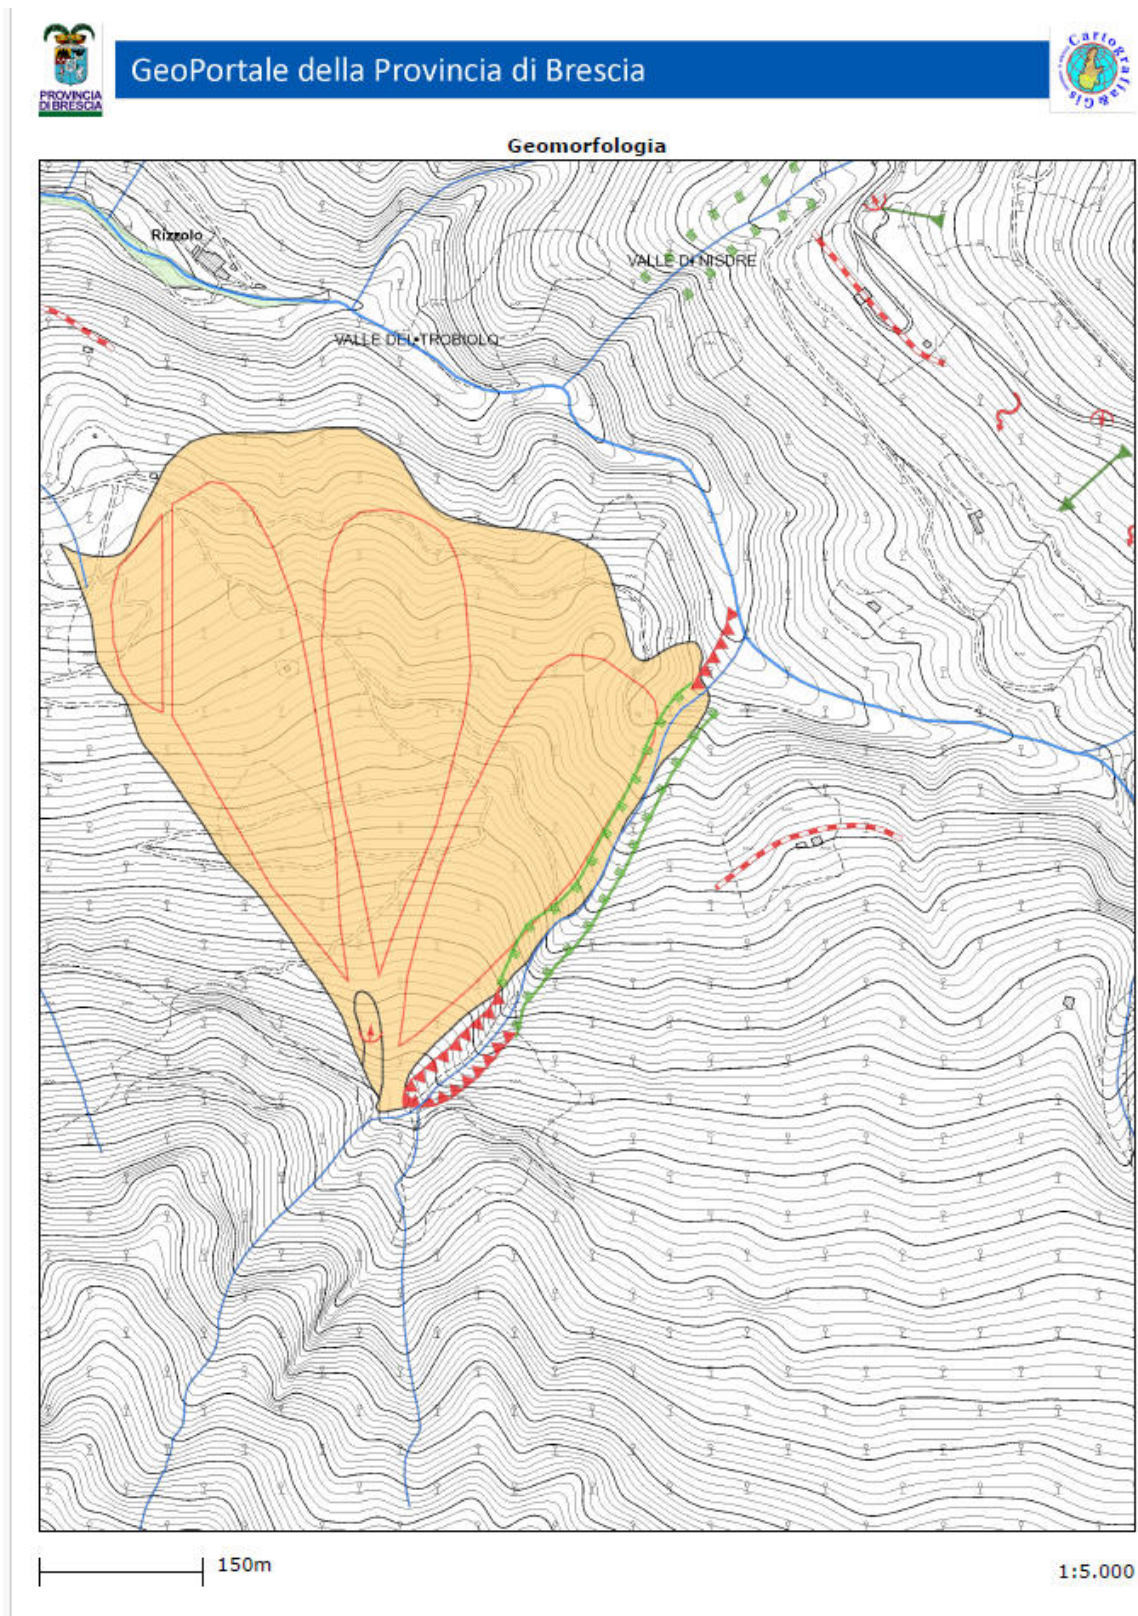 PROVINCIA
DI BRESCIA
GeoPortale della Provincia di Brescia
Cartografia & Gis
Geomorfologia
Rizzolo
VALLE DI NISDRE
VALLE DEL TROBIOLO
150m
1:5.000